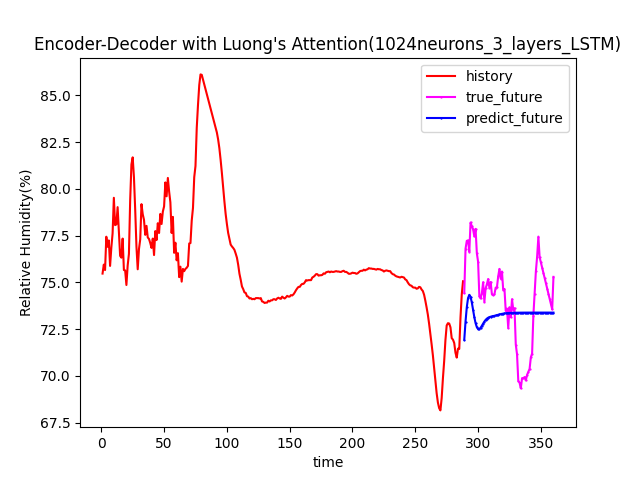 Encoder-Decoder with Luong's Attention(1024neurons_3_layers_LSTM)
history
true_future
predict_future
Relative Humidity(%)
85.0
82.5
80.0
77.5
75.0
72.5
70.0
67.5
0 50 100 150 200 250 300 350
time